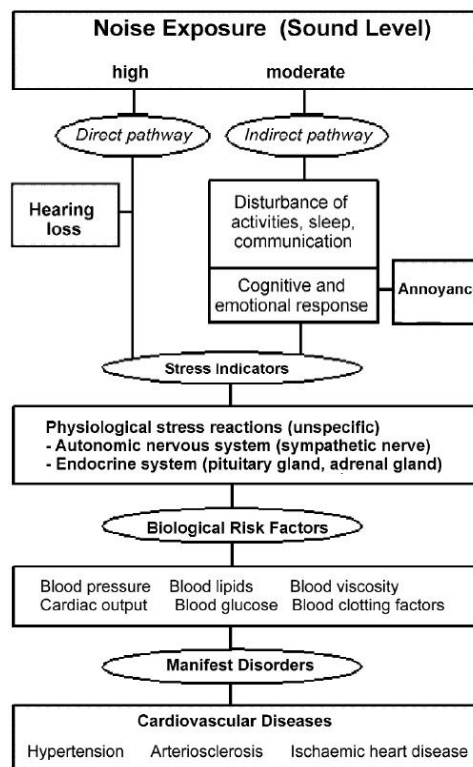 Noise Exposure (Sound Level)
high moderate
Direct pathway Indirect pathway
Hearing
loss
Disturbance of
activities, sleep,
communication
Cognitive and
emotional response
Annoyance
Stress Indicators
Physiological stress reactions (unspecific)
- Autonomic nervous system (sympathetic nerve)
- Endocrine system (pituitary gland, adrenal gland)
Biological Risk Factors
Blood pressure Blood lipids Blood viscosity
Cardiac output Blood glucose Blood clotting factors
Manifest Disorders
Cardiovascular Diseases
Hypertension Arteriosclerosis Ischaemic heart disease